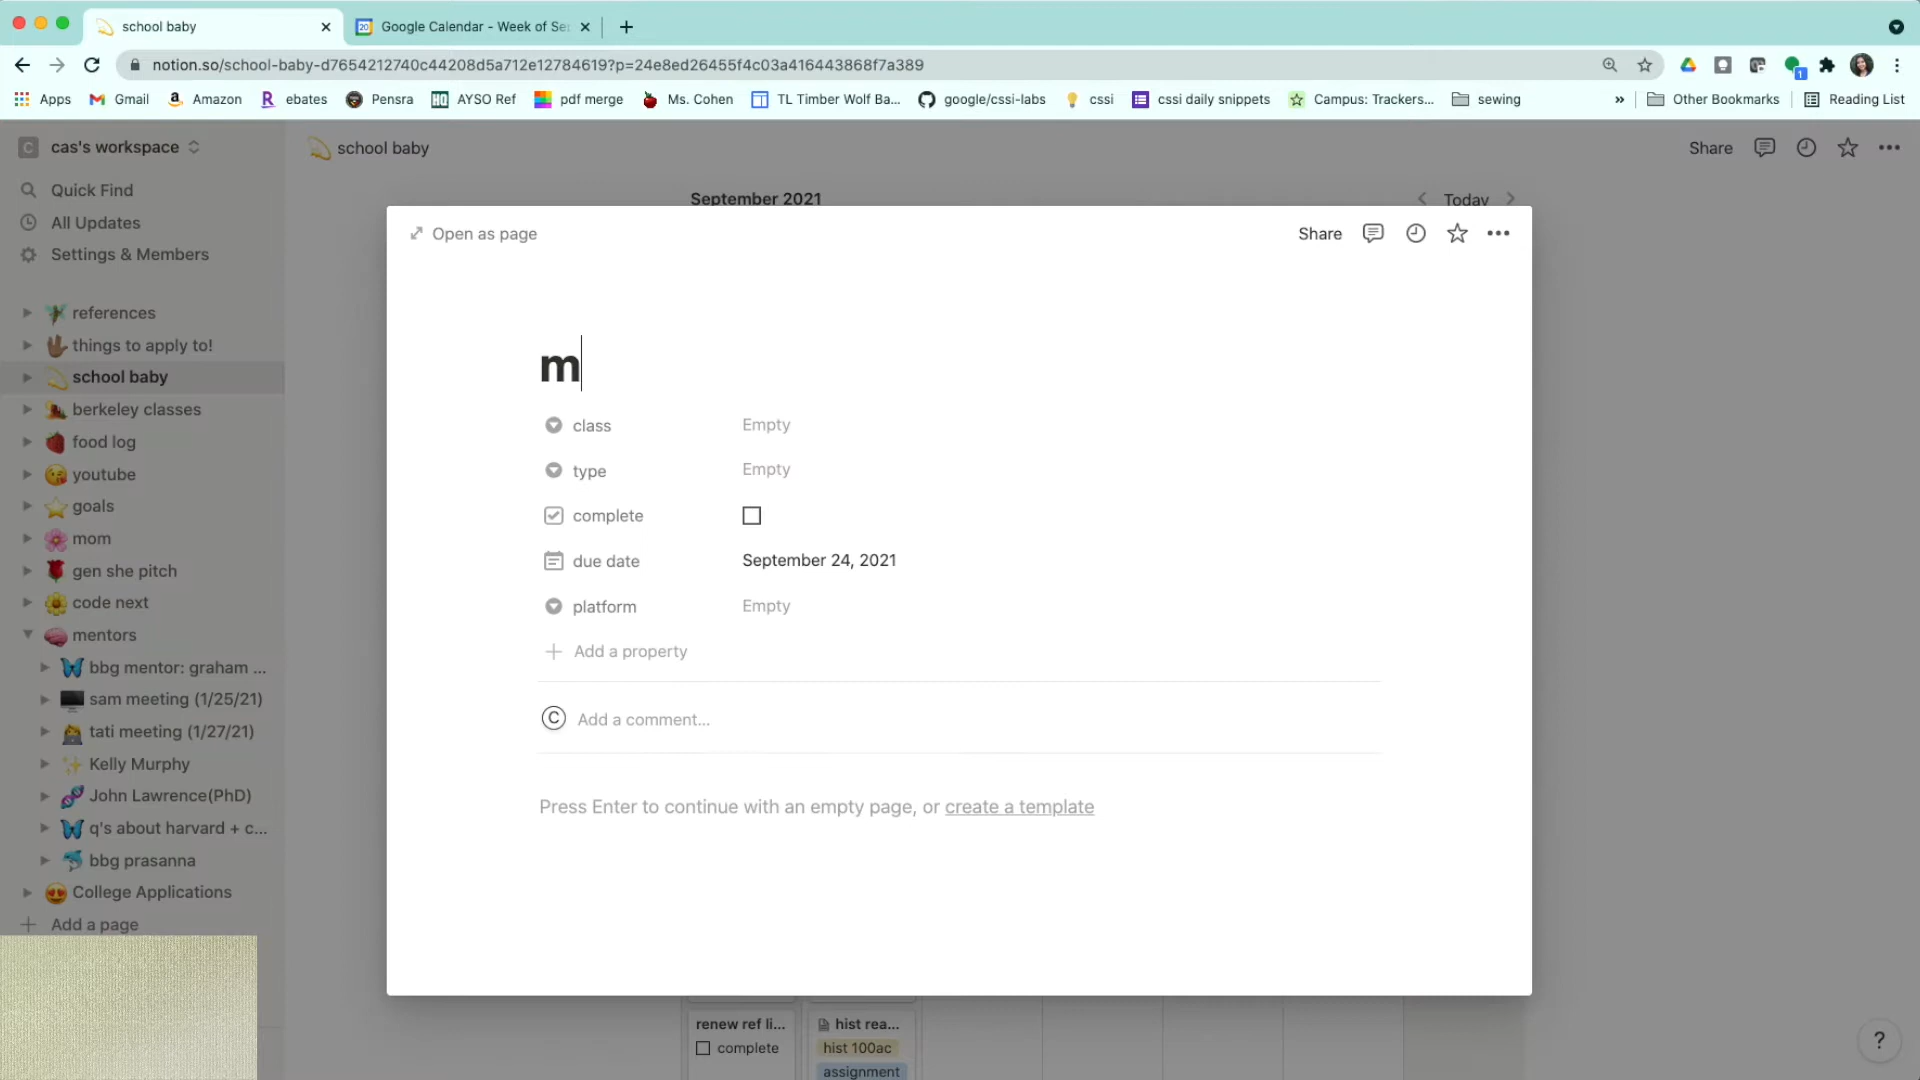 school baby
Google Calendar - Week of Se
notion.so/school-baby-d7654212740c44208d5a712e12784619?p=24e8ed26455f4c03a416443868f7a389
Apps
Gmail
Amazon
ebates
Pensra
AYSO Ref
pdf merge
Ms. Cohen
TL Timber Wolf Ba...
google/cssi-labs
cssi
cssi daily snippets
Campus: Trackers...
sewing
»
Other Bookmarks
Reading List
C cas's workspace
Quick Find
All Updates
Settings & Members
references
things to apply to!
school baby
berkeley classes
food log
youtube
goals
mom
gen she pitch
code next
mentors
bbg mentor: graham ...
sam meeting (1/25/21)
tati meeting (1/27/21)
Kelly Murphy
John Lawrence(PhD)
q's about harvard + c...
bbg prasanna
College Applications
Add a page
school baby
Share
September 2021
Today
Open as page
Share
m
class Empty
type Empty
complete
due date September 24, 2021
platform Empty
Add a property
C Add a comment...
Press Enter to continue with an empty page, or create a template
renew ref li...
complete
hist rea...
hist 100ac
assignment
?